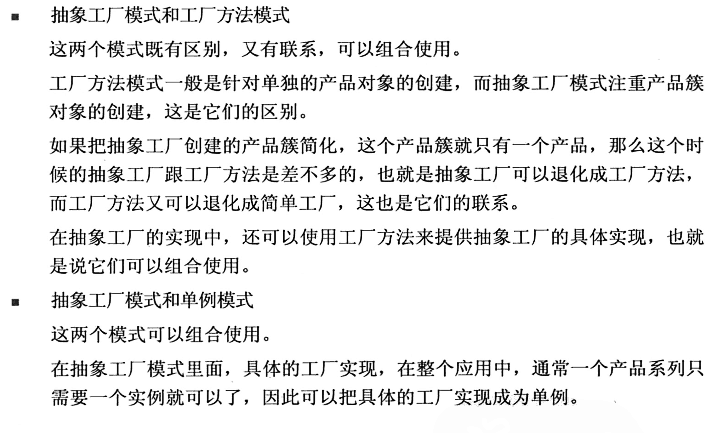 ■ 抽象工厂模式和工厂方法模式
这两个模式既有区别，又有联系，可以组合使用。
工厂方法模式一般是针对单独的产品对象的创建，而抽象工厂模式注重产品簇
对象的创建，这是它们的区别。
如果把抽象工厂创建的产品簇简化，这个产品簇就只有一个产品，那么这个时
候的抽象工厂跟工厂方法是差不多的，也就是抽象工厂可以退化成工厂方法，
而工厂方法又可以退化成简单工厂，这也是它们的联系。
在抽象工厂的实现中，还可以使用工厂方法来提供抽象工厂的具体实现，也就
是说它们可以组合使用。
■ 抽象工厂模式和单例模式
这两个模式可以组合使用。
在抽象工厂模式里面，具体的工厂实现，在整个应用中，通常一个产品系列只
需要一个实例就可以了，因此可以把具体的工厂实现成为单例。